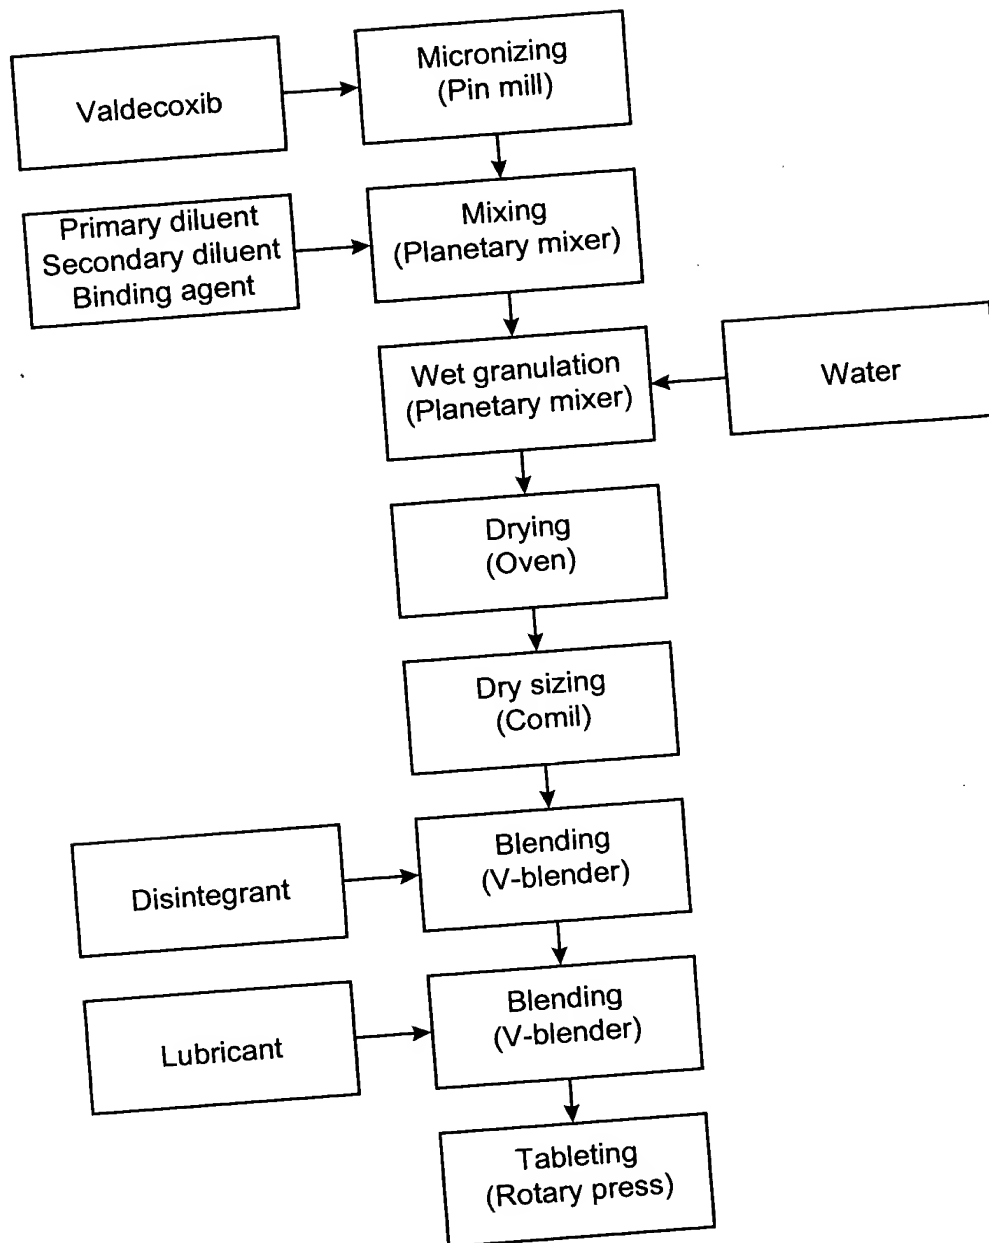 Valdecoxib
Micronizing
(Pin mill)
Primary diluent
Secondary diluent
Binding agent
Mixing
(Planetary mixer)
Wet granulation
(Planetary mixer)
Water
Drying
(Oven)
Dry sizing
(Comil)
Disintegrant
Blending
(V-blender)
Lubricant
Blending
(V-blender)
Tableting
(Rotary press)